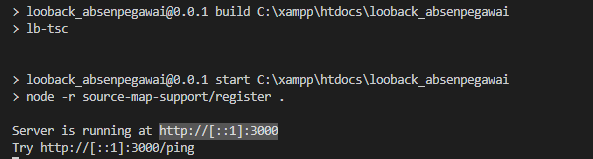 > looback_absenpegawai@0.0.1 build C:\xampp\htdocs\looback_absenpegawai
> lb-tsc
> looback_absenpegawai@0.0.1 start C:\xampp\htdocs\looback_absenpegawai
> node -r source-map-support/register .
Server is running at http://[::1]:3000
Try http://[::1]:3000/ping